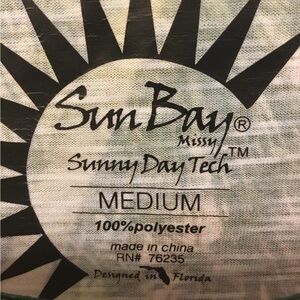 Sun Bay®
Missy
Sunny Day Tech™
MEDIUM
100%polyester
made in china
RN# 76235
Designed in Florida